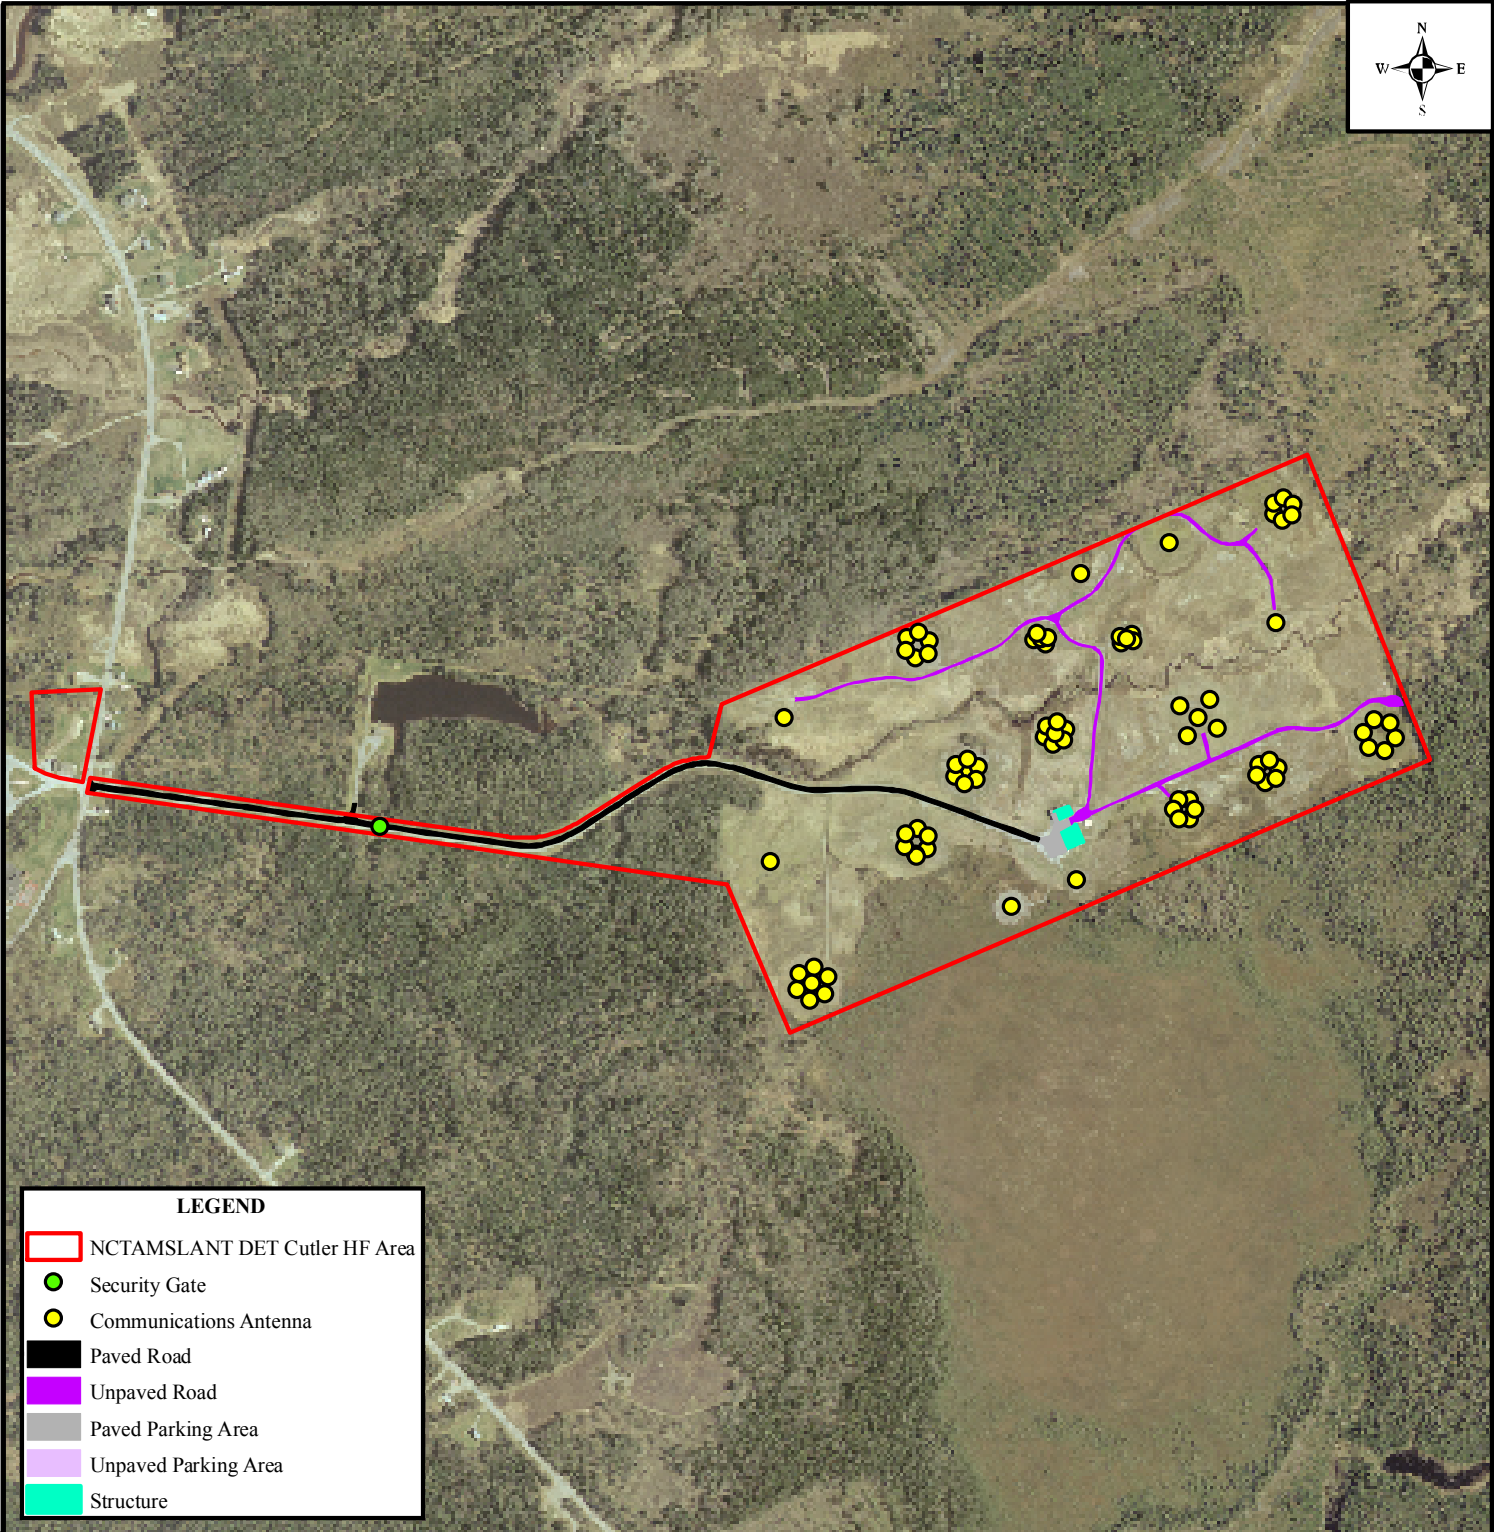 N
W E
S
LEGEND
NCTAMSLANT DET Cutler HF Area
Security Gate
Communications Antenna
Paved Road
Unpaved Road
Paved Parking Area
Unpaved Parking Area
Structure